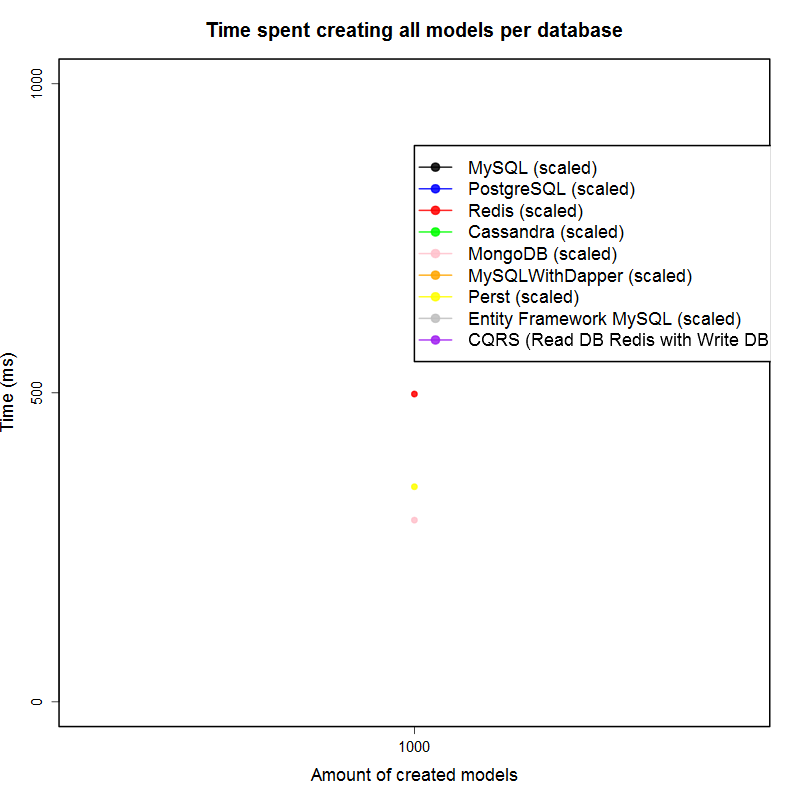 Time spent creating all models per database
1000
MySQL (scaled)
PostgreSQL (scaled)
Redis (scaled)
Cassandra (scaled)
MongoDB (scaled)
MySQLWithDapper (scaled)
Perst (scaled)
Entity Framework MySQL (scaled)
CQRS (Read DB Redis with Write DB
Time (ms)
500
0
1000
Amount of created models